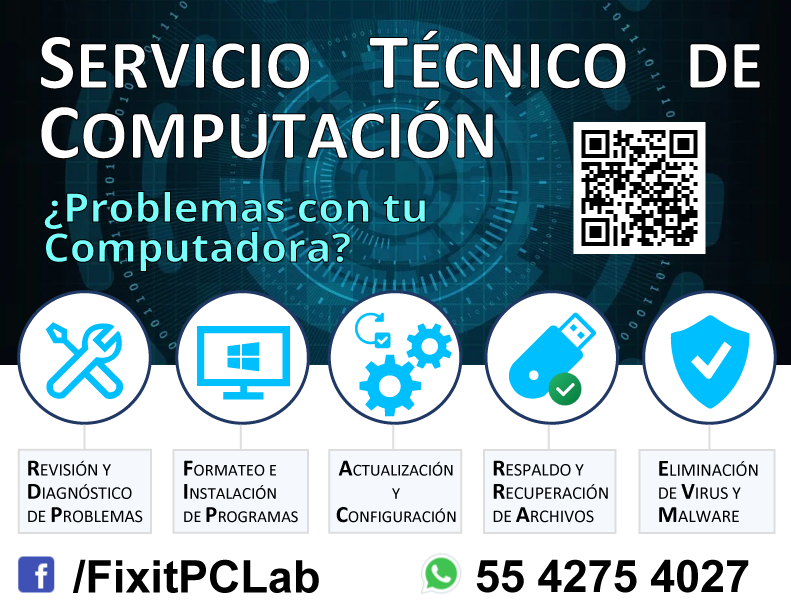 SERVICIO TÉCNICO DE
COMPUTACIÓN
¿Problemas con tu
Computadora?
REVISIÓN Y
DIAGNÓSTICO
DE PROBLEMAS
FORMATEO E
INSTALACIÓN
DE PROGRAMAS
ACTUALIZACIÓN
Y
CONFIGURACIÓN
RESPALDO Y
RECUPERACIÓN
DE ARCHIVOS
ELIMINACIÓN
DE VIRUS Y
MALWARE
/FixitPCLab
55 4275 4027